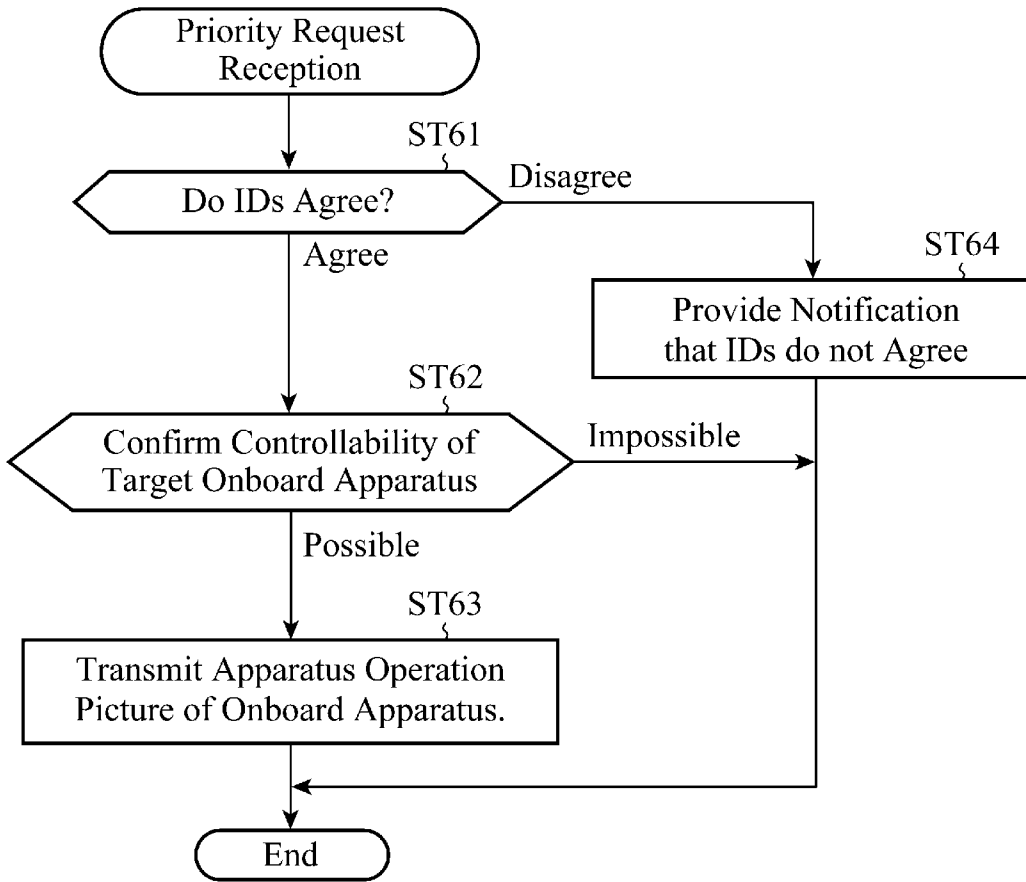 Priority Request
Reception
ST61
Do IDs Agree?
Disagree
Agree
ST64
Provide Notification
that IDs do not Agree
ST62
Confirm Controllability of
Target Onboard Apparatus
Impossible
Possible
ST63
Transmit Apparatus Operation
Picture of Onboard Apparatus.
End